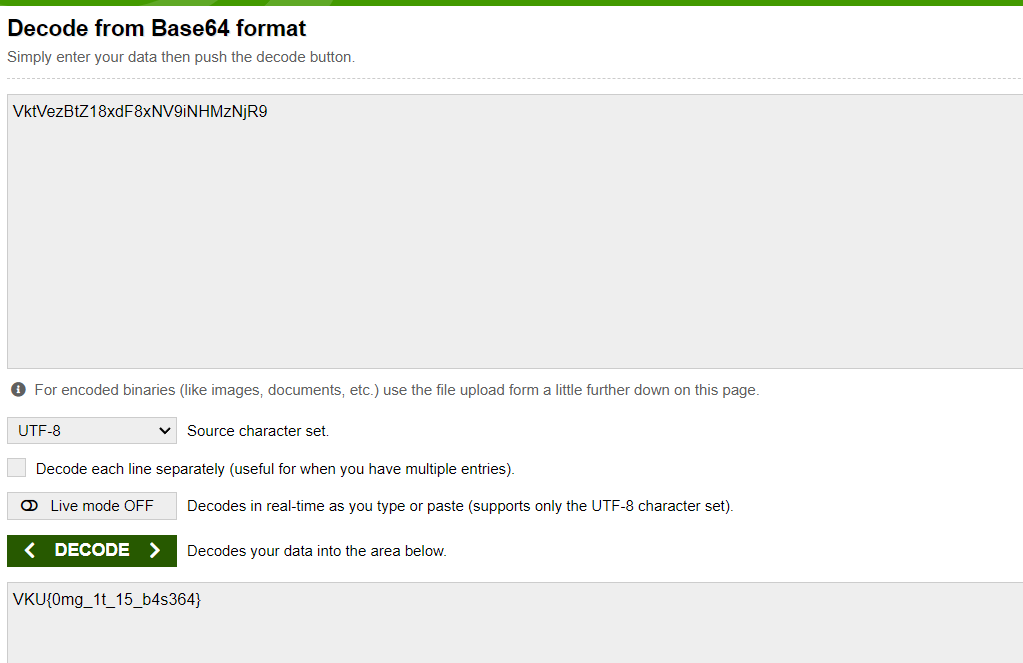 Decode from Base64 format
Simply enter your data then push the decode button.
VktVezBtZ18xdF8xNV9iNHMzNjR9
For encoded binaries (like images, documents, etc.) use the file upload form a little further down on this page.
UTF-8 Source character set.
Decode each line separately (useful for when you have multiple entries).
Live mode OFF Decodes in real-time as you type or paste (supports only the UTF-8 character set).
< DECODE > Decodes your data into the area below.
VKU{0mg_1t_15_b4s364}